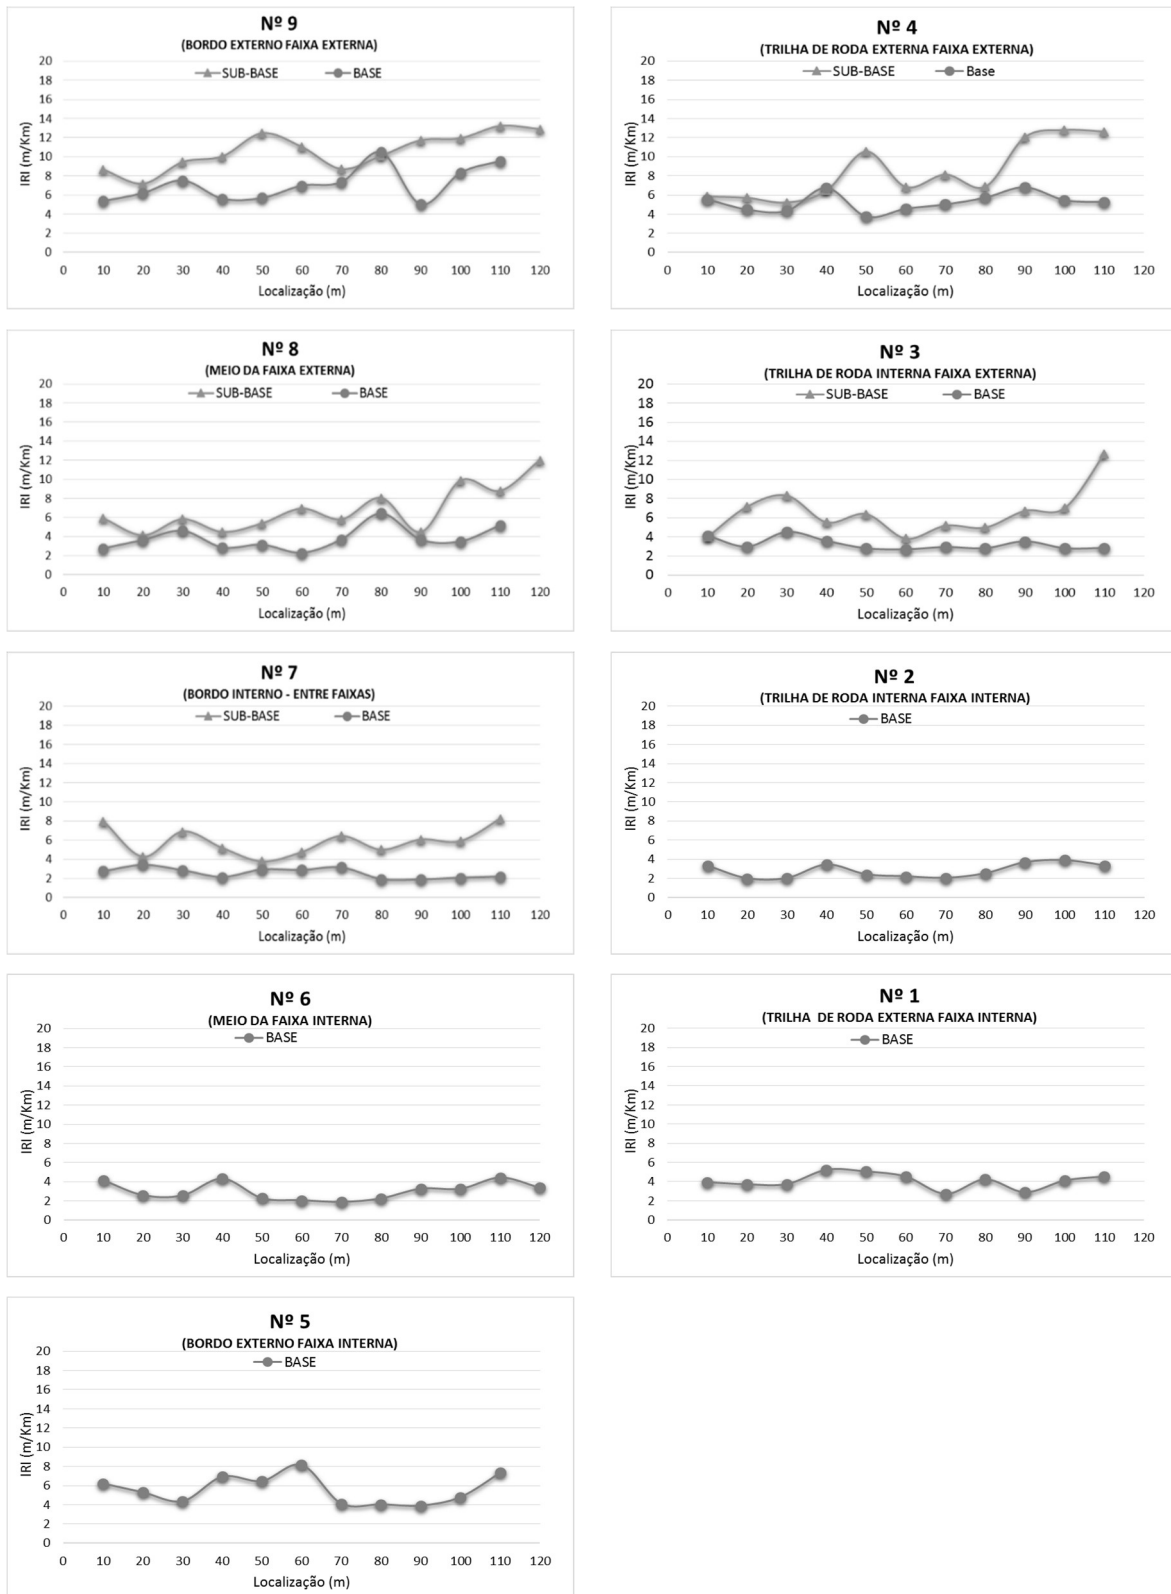 Nº 9
(BORDO EXTERNO FAIXA EXTERNA)
SUB-BASE BASE
20
18
16
14
12
10
8
6
4
2
0
IRI (m/Km)
0 10 20 30 40 50 60 70 80 90 100 110 120
Localização (m)
Nº 4
(TRILHA DE RODA EXTERNA FAIXA EXTERNA)
SUB-BASE Base
20
18
16
14
12
10
8
6
4
2
0
IRI (m/Km)
0 10 20 30 40 50 60 70 80 90 100 110 120
Localização (m)
Nº 8
(MEIO DA FAIXA EXTERNA)
SUB-BASE BASE
20
18
16
14
12
10
8
6
4
2
0
IRI (m/Km)
0 10 20 30 40 50 60 70 80 90 100 110 120
Localização (m)
Nº 3
(TRILHA DE RODA INTERNA FAIXA EXTERNA)
SUB-BASE BASE
20
18
16
14
12
10
8
6
4
2
0
IRI (m/Km)
0 10 20 30 40 50 60 70 80 90 100 110 120
Localização (m)
Nº 7
(BORDO INTERNO - ENTRE FAIXAS)
SUB-BASE BASE
20
18
16
14
12
10
8
6
4
2
0
IRI (m/Km)
0 10 20 30 40 50 60 70 80 90 100 110 120
Localização (m)
Nº 2
(TRILHA DE RODA INTERNA FAIXA INTERNA)
BASE
20
18
16
14
12
10
8
6
4
2
0
IRI (m/Km)
0 10 20 30 40 50 60 70 80 90 100 110 120
Localização (m)
Nº 6
(MEIO DA FAIXA INTERNA)
BASE
20
18
16
14
12
10
8
6
4
2
0
IRI (m/Km)
0 10 20 30 40 50 60 70 80 90 100 110 120
Localização (m)
Nº 1
(TRILHA DE RODA EXTERNA FAIXA INTERNA)
BASE
20
18
16
14
12
10
8
6
4
2
0
IRI (m/Km)
0 10 20 30 40 50 60 70 80 90 100 110 120
Localização (m)
Nº 5
(BORDO EXTERNO FAIXA INTERNA)
BASE
20
18
16
14
12
10
8
6
4
2
0
IRI (m/Km)
0 10 20 30 40 50 60 70 80 90 100 110 120
Localização (m)